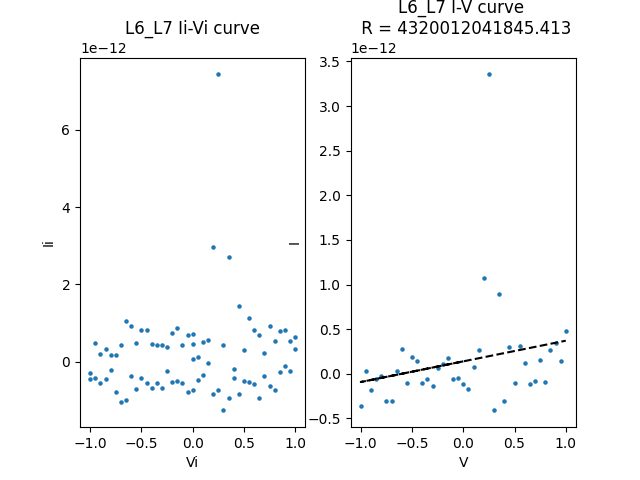 L6_L7 Ii-Vi curve
1e−12
6
4
2
0
Ii
−1.0 −0.5 0.0 0.5 1.0
Vi
L6_L7 I-V curve
R = 4320012041845.413
1e−12
3.5
3.0
2.5
2.0
1.5
1.0
0.5
0.0
−0.5
I
−1.0 −0.5 0.0 0.5 1.0
V